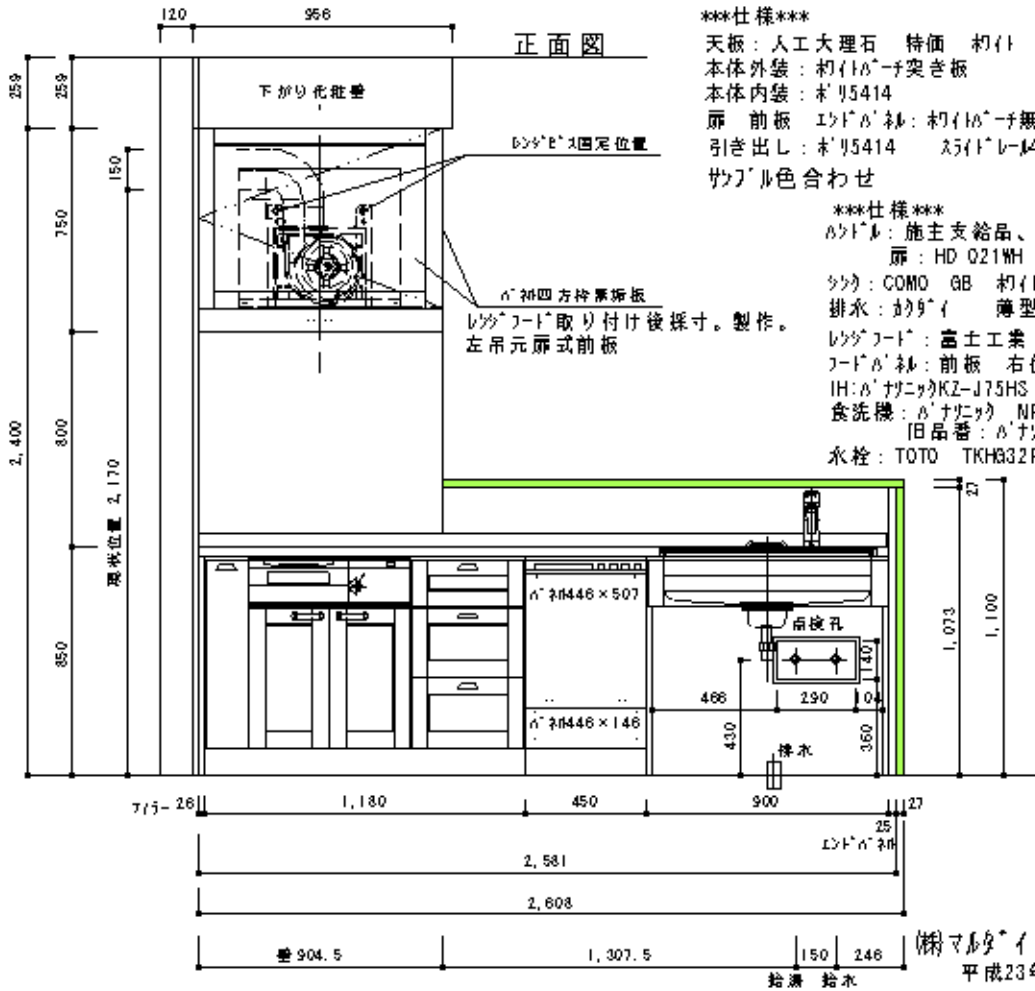 正面図
120
956
259
259
150
750
800
850
2,400
現状位置 2,170
下がり化粧壁
ﾚﾝｼﾞﾋﾞｽ固定位置
ﾊﾟﾈﾙ四方枠無垢板
ﾚﾝｼﾞﾌｰﾄﾞ取り付け後採寸。製作。
左吊元扉式前板
***仕様***
天板：人工大理石　特価　ﾎﾜｲﾄ
本体外装：ﾎﾜｲﾄﾊﾞｰﾁ突き板
本体内装：ﾎﾟﾘ5414
扉　前板　ｴﾝﾄﾞﾊﾟﾈﾙ：ﾎﾜｲﾄﾊﾞｰﾁ無
引き出し：ﾎﾟﾘ5414　ｽﾗｲﾄﾞﾚｰﾙ
ｻﾝﾌﾟﾙ色合わせ
***仕様***
ﾊﾝﾄﾞﾙ：施主支給品、
扉：HD 021WH
ｼﾝｸ：COMO　GB　ﾎﾜｲﾄ
排水：ｶｸﾀﾞｲ　薄型
ﾚﾝｼﾞﾌｰﾄﾞ：富士工業
ﾌｰﾄﾞﾊﾟﾈﾙ：前板　右
IH:ﾊﾟﾅｿﾆｯｸKZ-J75HS
食洗機：ﾊﾟﾅｿﾆｯｸ　NP
旧品番：ﾊﾟﾅｿ
水栓：TOTO　TKHG32P
27
1,073
1,100
ﾊﾟﾈﾙ446×507
ﾊﾟﾈﾙ446×146
点検孔
140
466
290
104
430
360
排水
ﾌｨﾗｰ 26
1,180
450
900
27
25
ｴﾝﾄﾞﾊﾟﾈﾙ
2,581
2,608
壁904.5
1,307.5
150
246
給湯
給水
(株)マルダイ
平成23年